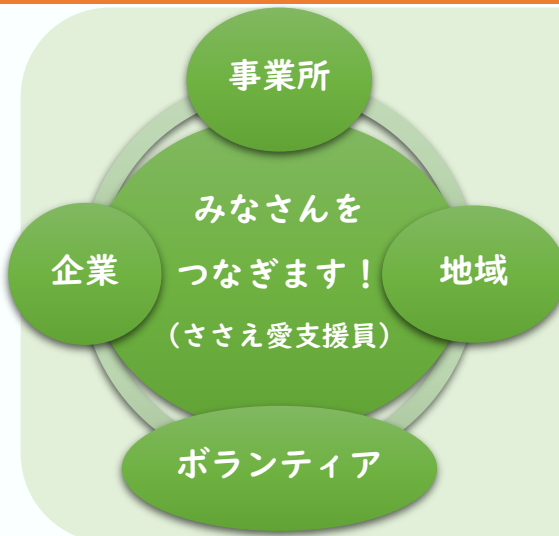 事業所
みなさんを
つなぎます！
（ささえ愛支援員）
企業
地域
ボランティア